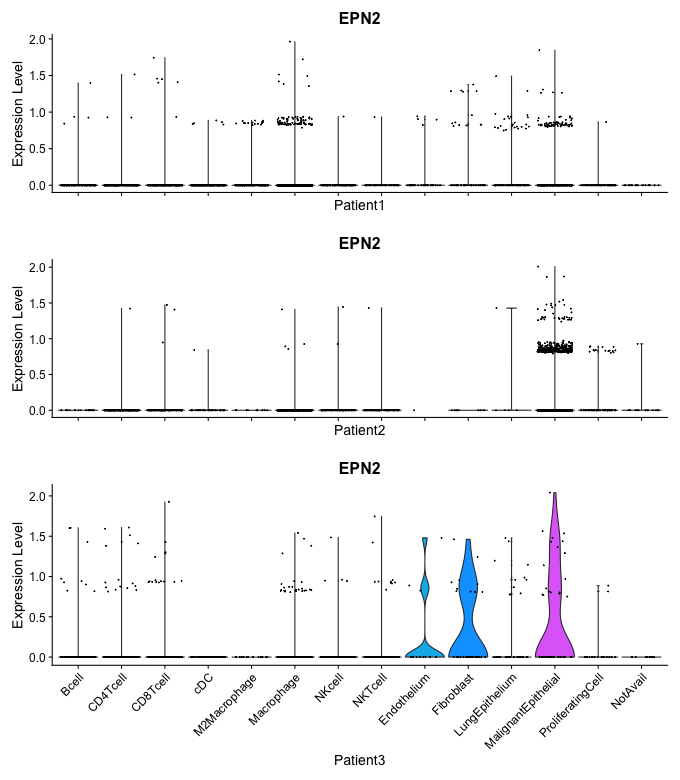 EPN2
Expression Level
2.0
1.5
1.0
0.5
0.0
Patient1
EPN2
Expression Level
2.0
1.5
1.0
0.5
0.0
Patient2
EPN2
Expression Level
2.0
1.5
1.0
0.5
0.0
Bcell
CD4Tcell
CD8Tcell
cDC
M2Macrophage
Macrophage
NKcell
NKTcell
Endothelium
Fibroblast
LungEpithelium
MalignantEpithelial
ProliferatingCell
NotAvail
Patient3